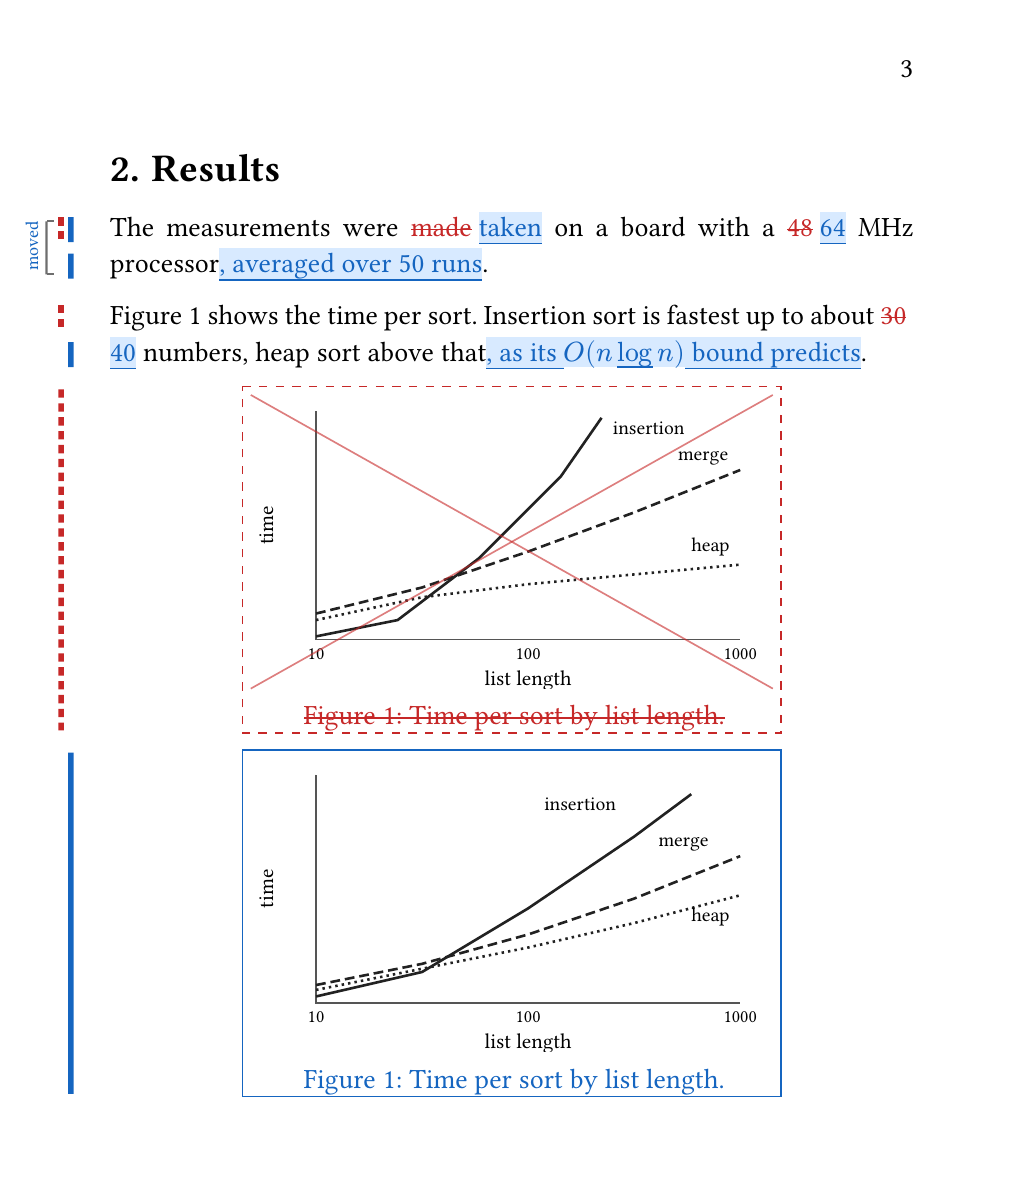 3
2. Results
moved
The measurements were made taken on a board with a 48 64 MHz
processor, averaged over 50 runs.
Figure 1 shows the time per sort. Insertion sort is fastest up to about 30
40 numbers, heap sort above that, as its O(n log n) bound predicts.
insertion
merge
time
heap
10 100 1000
list length
Figure 1: Time per sort by list length.
insertion
merge
time
heap
10 100 1000
list length
Figure 1: Time per sort by list length.